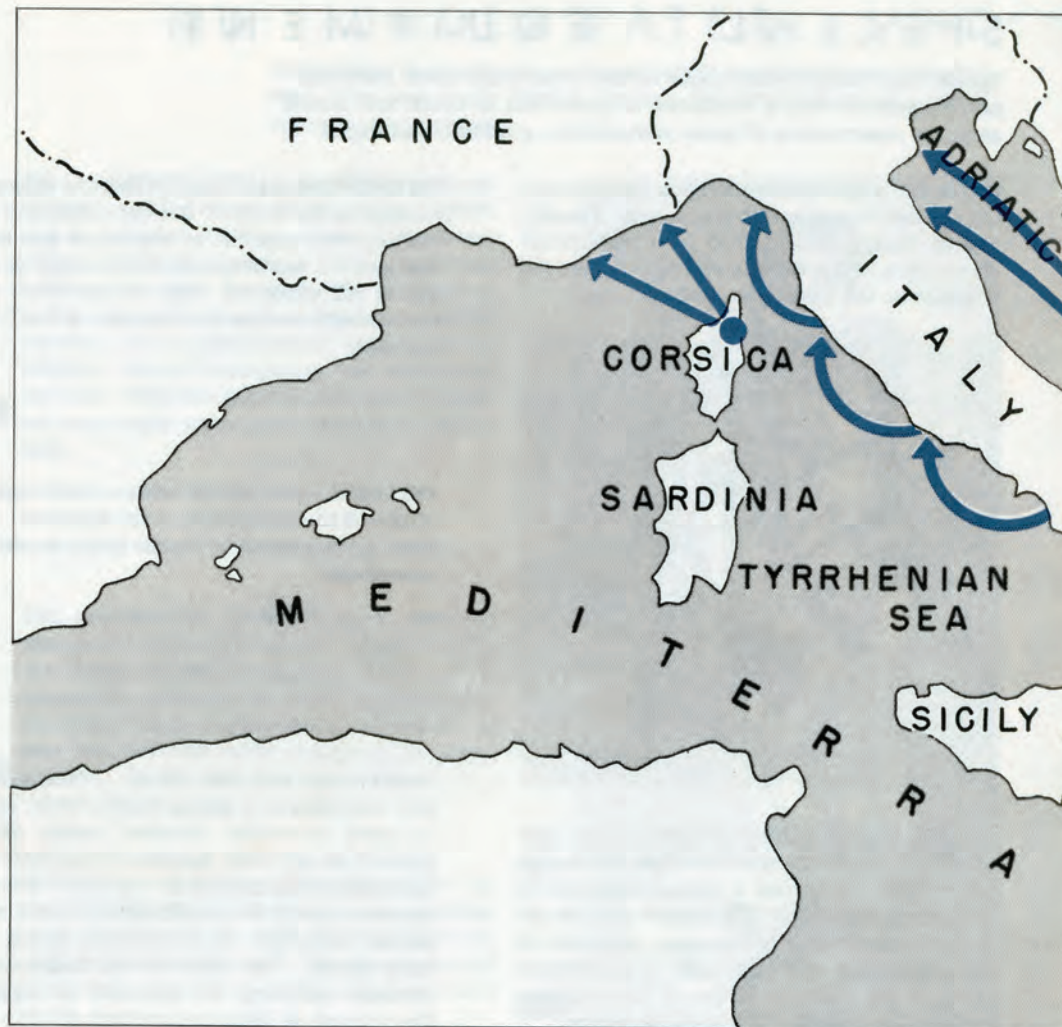 FRANCE
ADRIATIC
ITALY
CORSICA
SARDINIA
TYRRHENIAN
SEA
MEDITERRA
SICILY